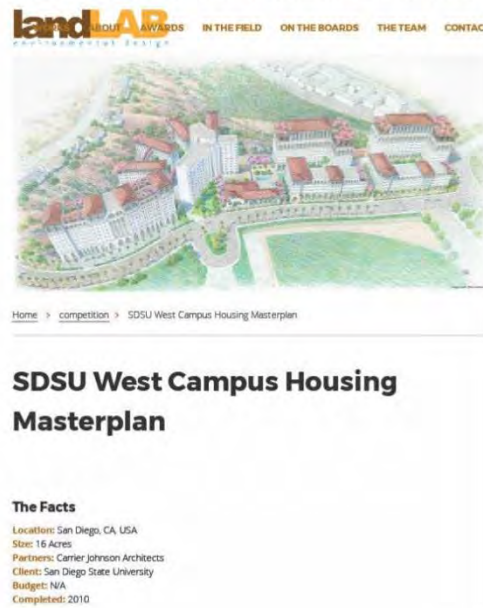 landLAB
ABOUT AWARDS IN THE FIELD ON THE BOARDS THE TEAM CONTAC
environmental design
Home > competition > SDSU West Campus Housing Masterplan
SDSU West Campus Housing
Masterplan
The Facts
Location: San Diego, CA, USA
Size: 16 Acres
Partners: Carrier Johnson Architects
Client: San Diego State University
Budget: N/A
Completed: 2010